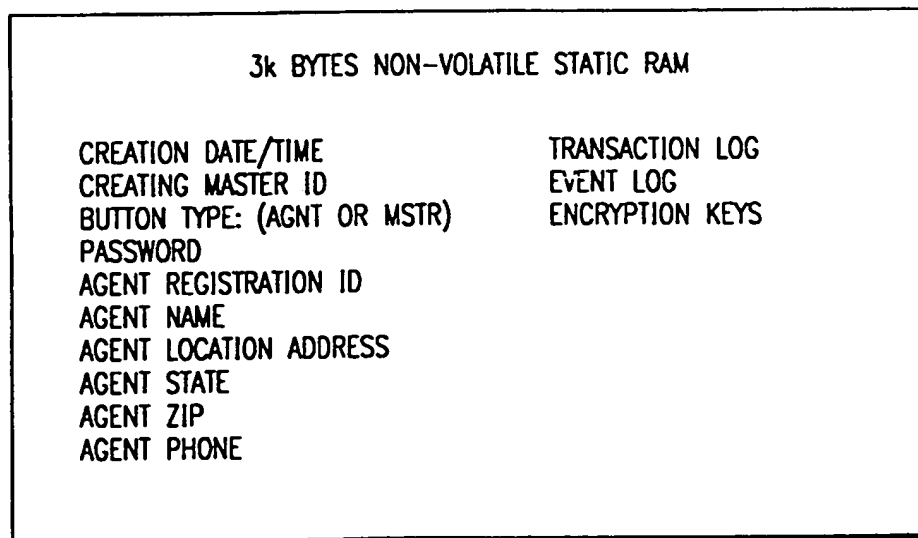 3k BYTES NON-VOLATILE STATIC RAM
CREATION DATE/TIME
CREATING MASTER ID
BUTTON TYPE: (AGNT OR MSTR)
PASSWORD
AGENT REGISTRATION ID
AGENT NAME
AGENT LOCATION ADDRESS
AGENT STATE
AGENT ZIP
AGENT PHONE
TRANSACTION LOG
EVENT LOG
ENCRYPTION KEYS